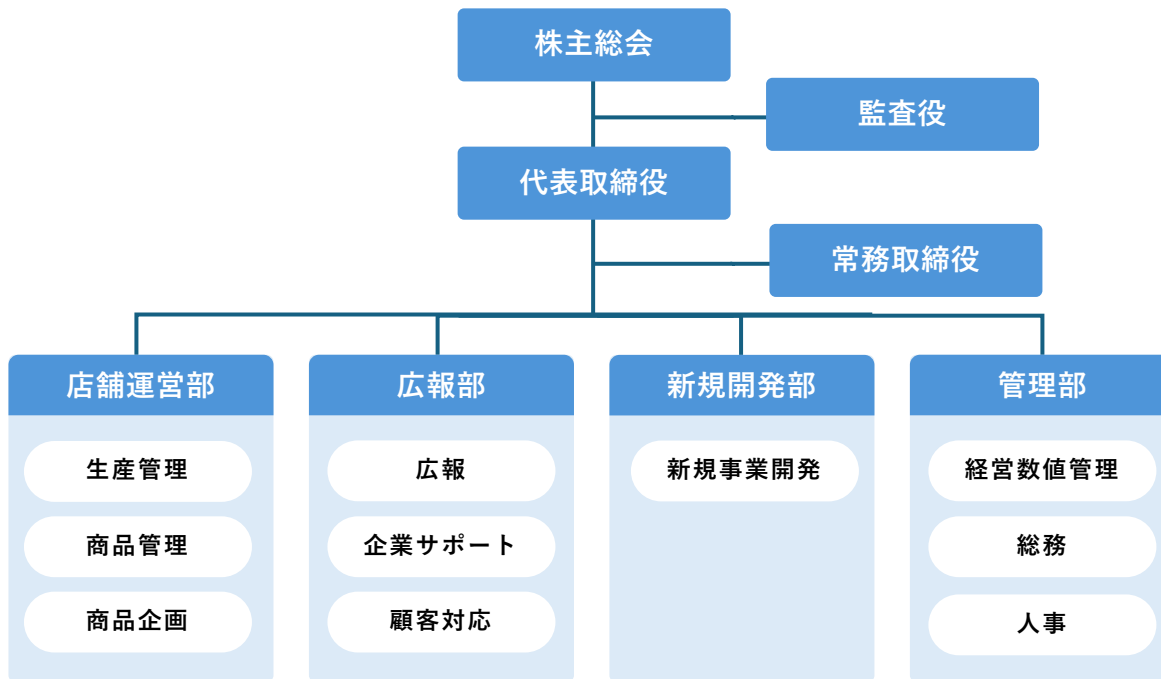 株主総会
監査役
代表取締役
常務取締役
店舗運営部
生産管理
商品管理
商品企画
広報部
広報
企業サポート
顧客対応
新規開発部
新規事業開発
管理部
経営数値管理
総務
人事